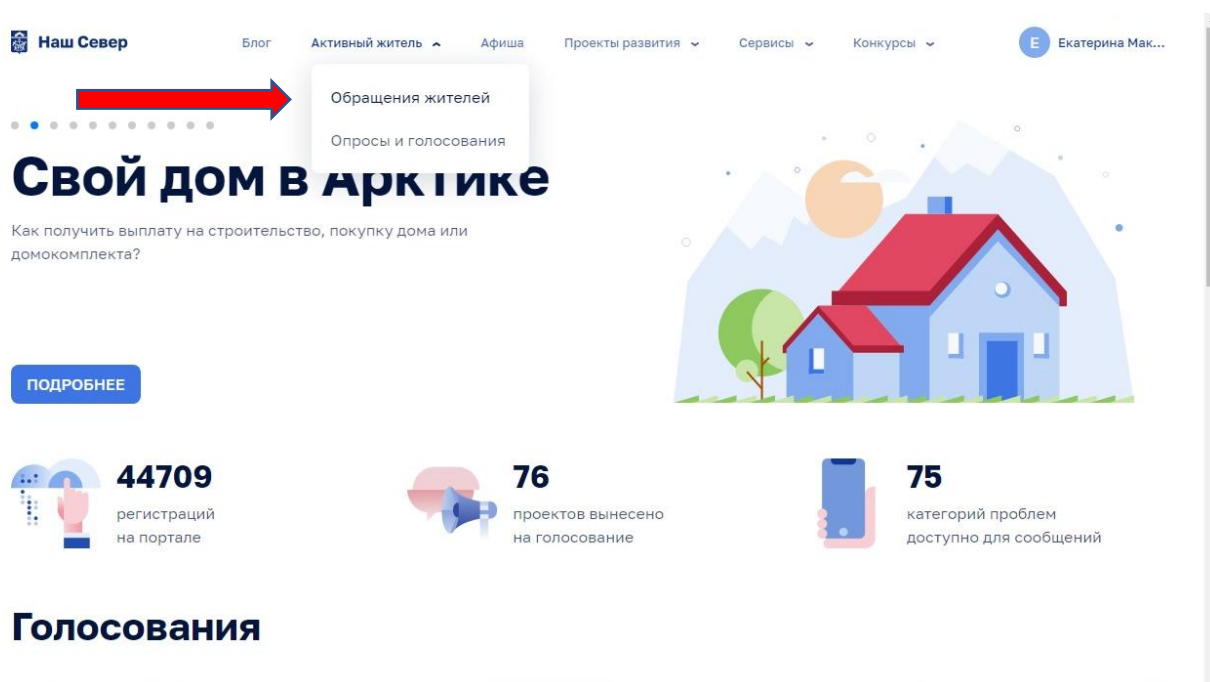 Наш Север
Блог
Активный житель
Афиша
Проекты развития
Сервисы
Конкурсы
Е
Екатерина Мак...
Обращения жителей
Опросы и голосования
Свой дом в Арктике
Как получить выплату на строительство, покупку дома или
домокомплекта?
ПОДРОБНЕЕ
44709
регистраций
на портале
76
проектов вынесено
на голосование
75
категорий проблем
доступно для сообщений
Голосования